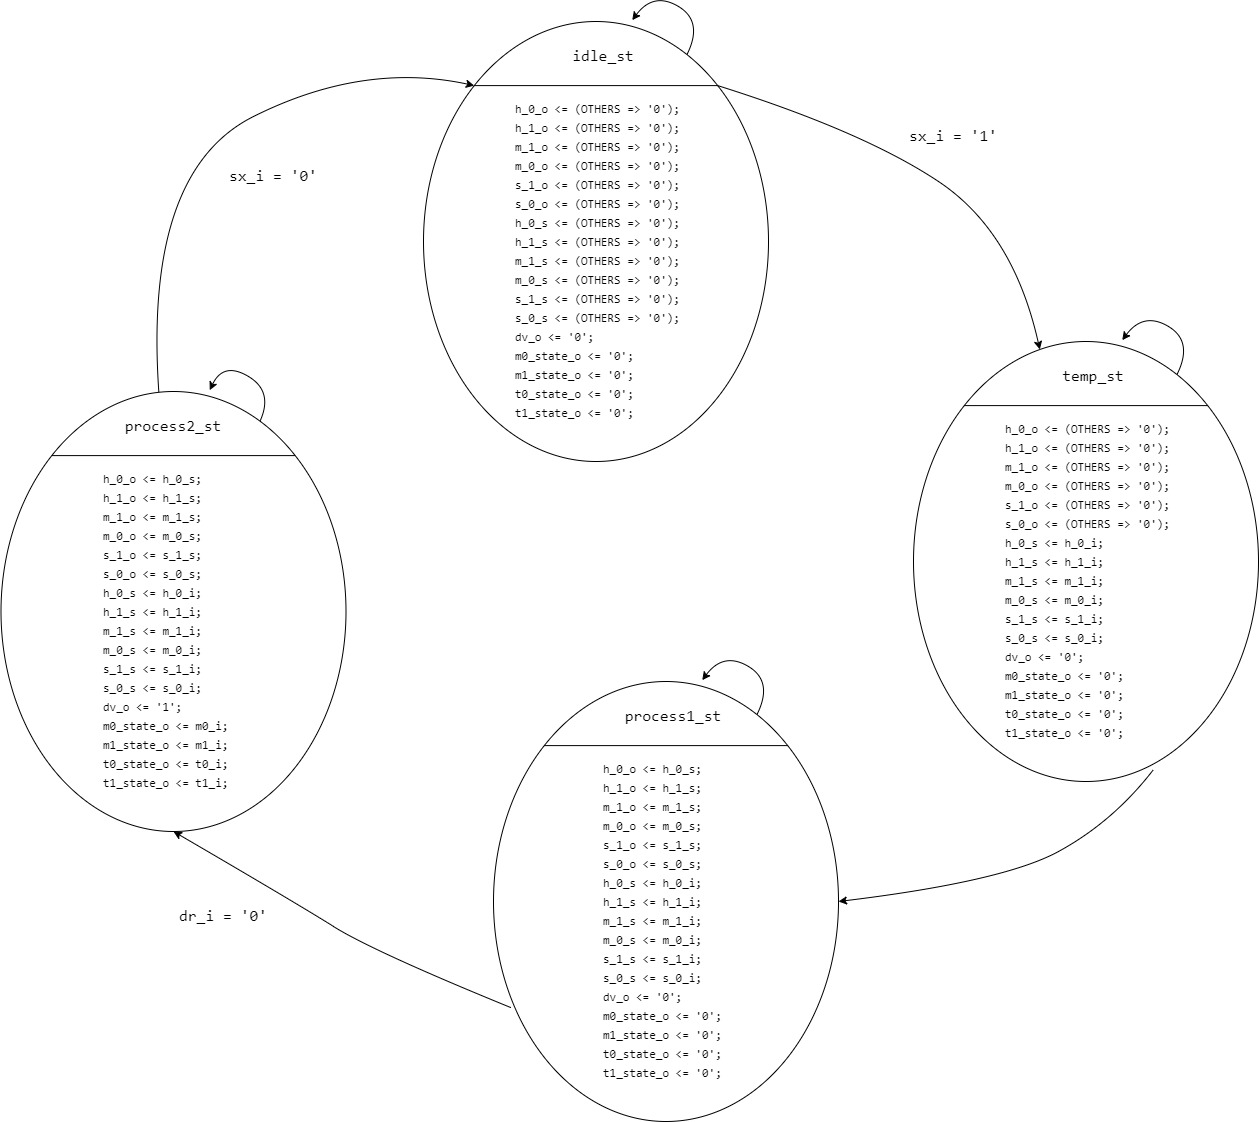 idle_st
h_0_o <= (OTHERS => '0');
h_1_o <= (OTHERS => '0');
m_1_o <= (OTHERS => '0');
m_0_o <= (OTHERS => '0');
s_1_o <= (OTHERS => '0');
s_0_o <= (OTHERS => '0');
h_0_s <= (OTHERS => '0');
h_1_s <= (OTHERS => '0');
m_1_s <= (OTHERS => '0');
m_0_s <= (OTHERS => '0');
s_1_s <= (OTHERS => '0');
s_0_s <= (OTHERS => '0');
dv_o <= '0';
m0_state_o <= '0';
m1_state_o <= '0';
t0_state_o <= '0';
t1_state_o <= '0';
sx_i = '1'
sx_i = '0'
temp_st
h_0_o <= (OTHERS => '0');
h_1_o <= (OTHERS => '0');
m_1_o <= (OTHERS => '0');
m_0_o <= (OTHERS => '0');
s_1_o <= (OTHERS => '0');
s_0_o <= (OTHERS => '0');
h_0_s <= h_0_i;
h_1_s <= h_1_i;
m_1_s <= m_1_i;
m_0_s <= m_0_i;
s_1_s <= s_1_i;
s_0_s <= s_0_i;
dv_o <= '0';
m0_state_o <= '0';
m1_state_o <= '0';
t0_state_o <= '0';
t1_state_o <= '0';
process2_st
h_0_o <= h_0_s;
h_1_o <= h_1_s;
m_1_o <= m_1_s;
m_0_o <= m_0_s;
s_1_o <= s_1_s;
s_0_o <= s_0_s;
h_0_s <= h_0_i;
h_1_s <= h_1_i;
m_1_s <= m_1_i;
m_0_s <= m_0_i;
s_1_s <= s_1_i;
s_0_s <= s_0_i;
dv_o <= '1';
m0_state_o <= m0_i;
m1_state_o <= m1_i;
t0_state_o <= t0_i;
t1_state_o <= t1_i;
process1_st
h_0_o <= h_0_s;
h_1_o <= h_1_s;
m_1_o <= m_1_s;
m_0_o <= m_0_s;
s_1_o <= s_1_s;
s_0_o <= s_0_s;
h_0_s <= h_0_i;
h_1_s <= h_1_i;
m_1_s <= m_1_i;
m_0_s <= m_0_i;
s_1_s <= s_1_i;
s_0_s <= s_0_i;
dv_o <= '0';
m0_state_o <= '0';
m1_state_o <= '0';
t0_state_o <= '0';
t1_state_o <= '0';
dr_i = '0'